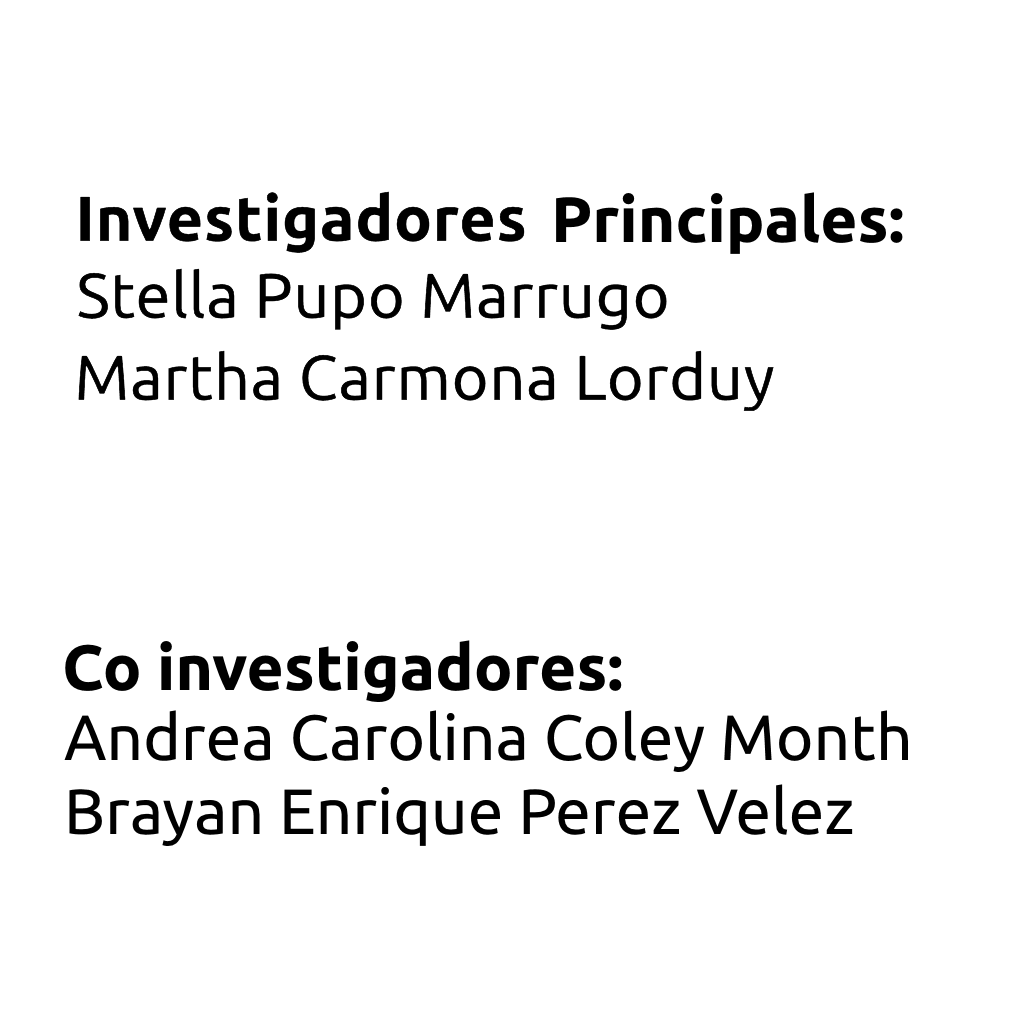 Investigadores Principales:
Stella Pupo Marrugo
Martha Carmona Lorduy
Co investigadores:
Andrea Carolina Coley Month
Brayan Enrique Perez Velez